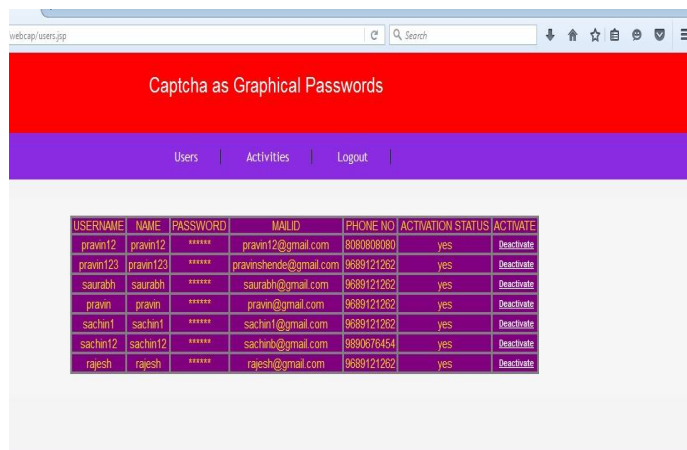 webcap/users.jsp Search
Captcha as Graphical Passwords
Users Activities Logout
USERNAME NAME PASSWORD MAILID PHONE NO ACTIVATION STATUS ACTIVATE
pravin12 pravin12 ****** pravin12@gmail.com 8080808080 yes Deactivate
pravin123 pravin123 ****** pravinshende@gmail.com 9689121262 yes Deactivate
saurabh saurabh ****** saurabh@gmail.com 9689121262 yes Deactivate
pravin pravin ****** pravin@gmail.com 9689121262 yes Deactivate
sachin1 sachin1 ****** sachin1@gmail.com 9689121262 yes Deactivate
sachin12 sachin12 ****** sachinb@gmail.com 9890676454 yes Deactivate
rajesh rajesh ****** rajesh@gmail.com 9689121262 yes Deactivate